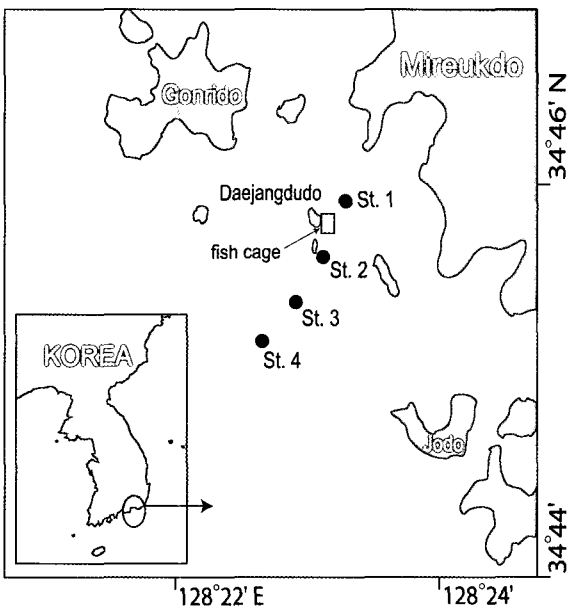 Mireukdo
Gonrido
34°46' N
Daejangdudo
St. 1
fish cage
St. 2
St. 3
St. 4
KOREA
Jodo
34°44'
128°22' E
128°24'